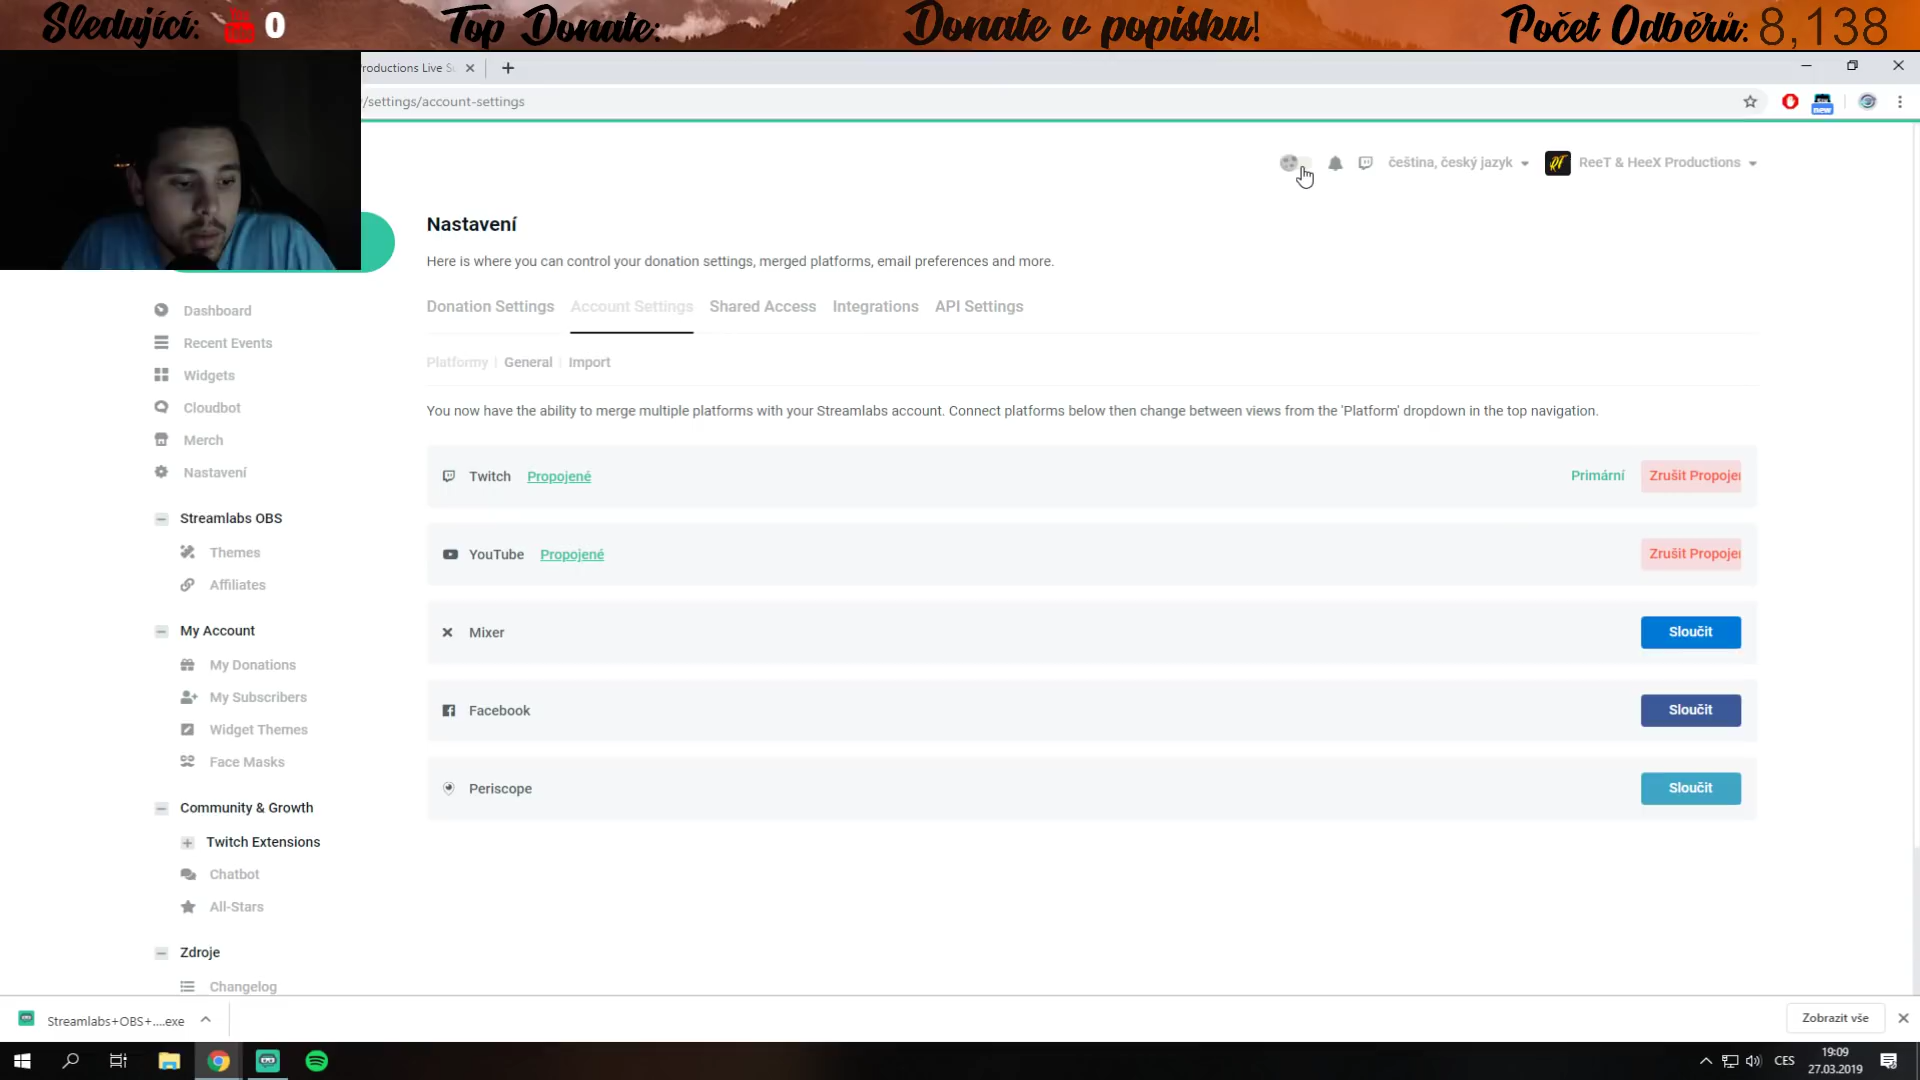 Sledující: 0
Top Donate:
Donate v popisku!
Počet Odběrů: 8,138
roductions Live S
/settings/account-settings
new
čeština, český jazyk
RT
ReeT & HeeX Productions
Nastavení
Here is where you can control your donation settings, merged platforms, email preferences and more.
Donation Settings
Account Settings
Shared Access
Integrations
API Settings
Platformy | General | Import
You now have the ability to merge multiple platforms with your Streamlabs account. Connect platforms below then change between views from the 'Platform' dropdown in the top navigation.
Twitch Propojené
Primární
Zrušit Propojen
YouTube Propojené
Zrušit Propojen
Mixer
Sloučit
Facebook
Sloučit
Periscope
Sloučit
Dashboard
Recent Events
Widgets
Cloudbot
Merch
Nastavení
Streamlabs OBS
Themes
Affiliates
My Account
My Donations
My Subscribers
Widget Themes
Face Masks
Community & Growth
Twitch Extensions
Chatbot
All-Stars
Zdroje
Changelog
Streamlabs+OBS+....exe
Zobrazit vše
CES
19:09
27.03.2019